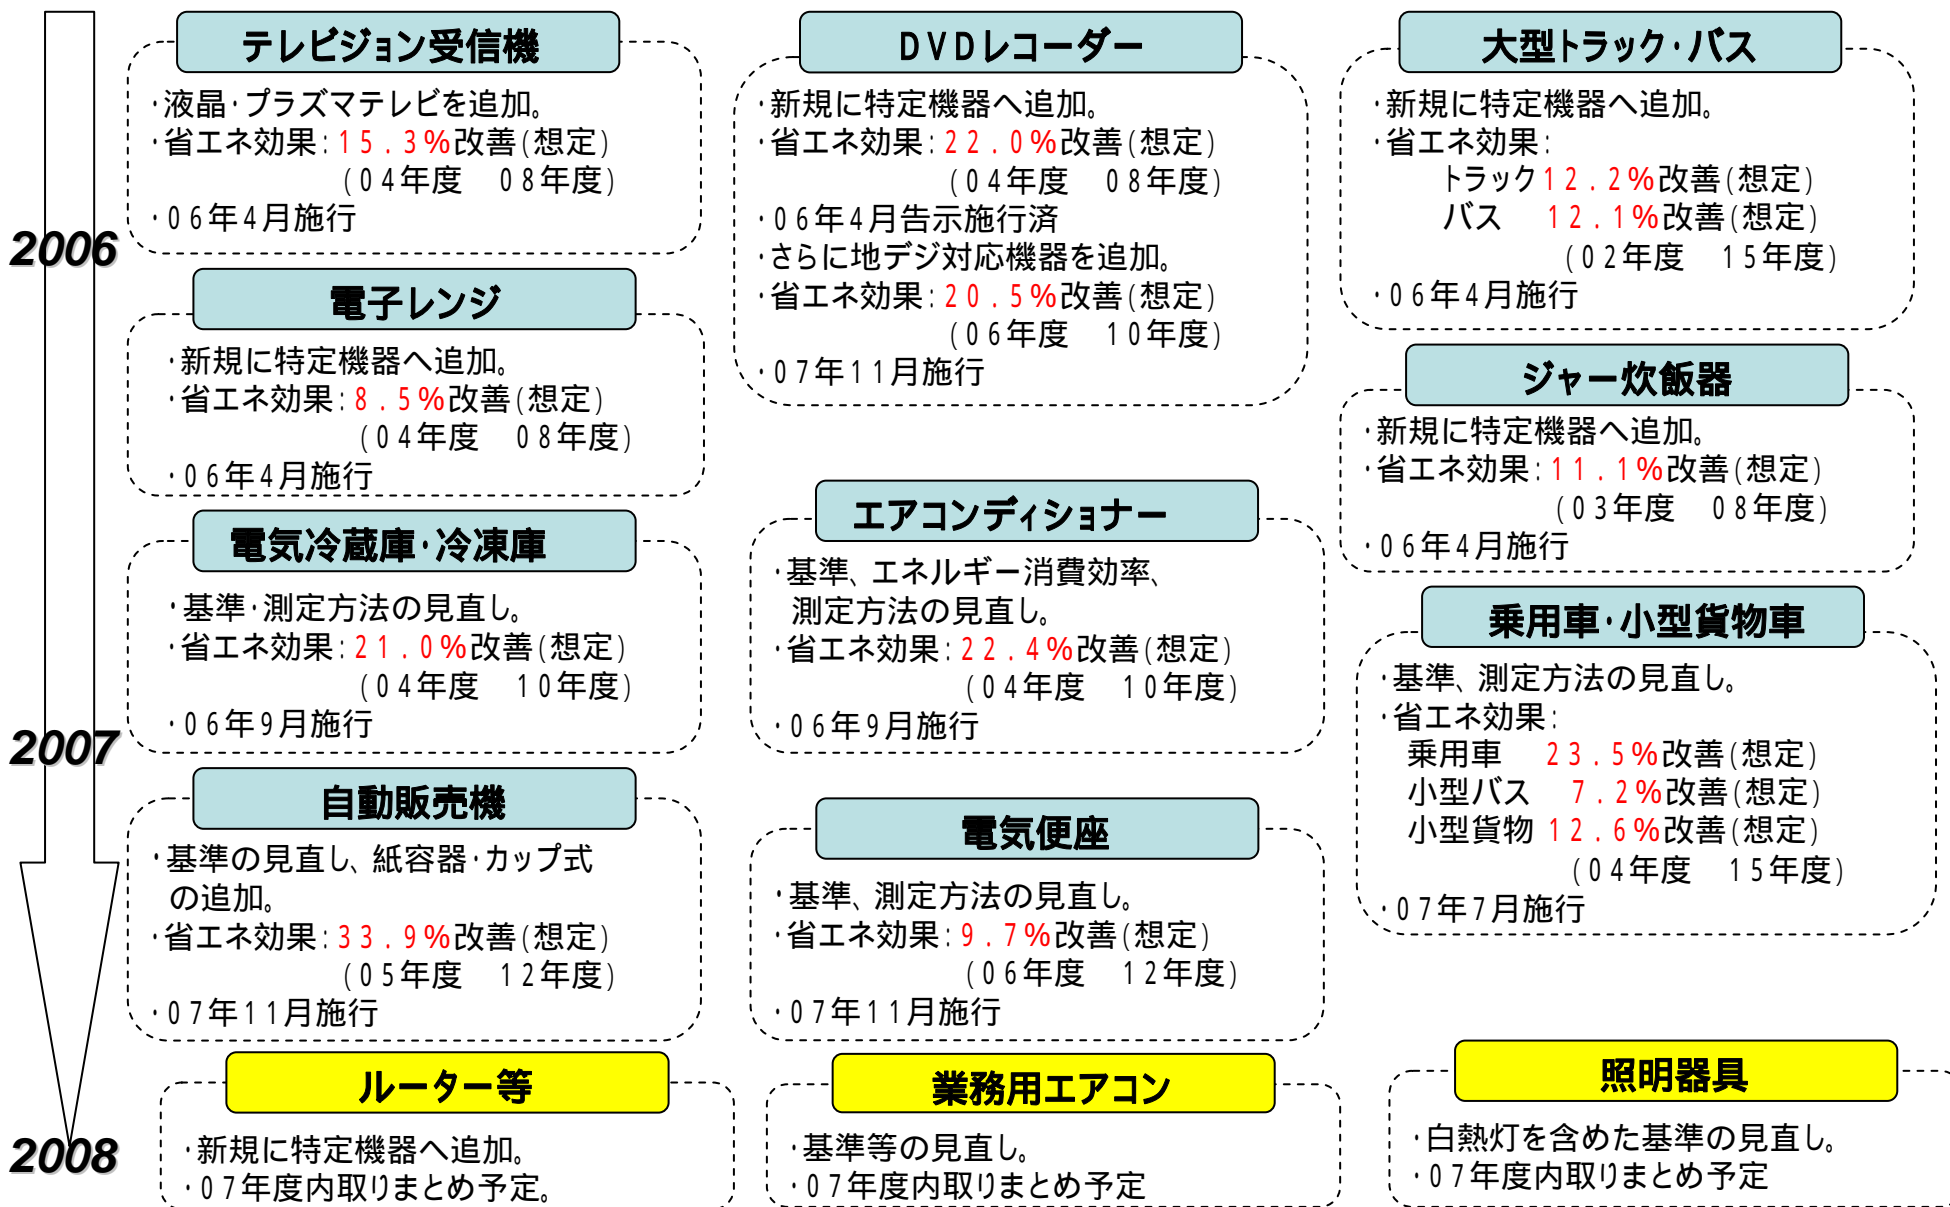 2006
2007
2008
テレビジョン受信機
・液晶・プラズマテレビを追加。
・省エネ効果：１５．３％改善（想定）
（０４年度　０８年度）
・０６年４月施行
電子レンジ
・新規に特定機器へ追加。
・省エネ効果：８．５％改善（想定）
（０４年度　０８年度）
・０６年４月施行
電気冷蔵庫・冷凍庫
・基準・測定方法の見直し。
・省エネ効果：２１．０％改善（想定）
（０４年度　１０年度）
・０６年９月施行
自動販売機
・基準の見直し、紙容器・カップ式
の追加。
・省エネ効果：３３．９％改善（想定）
（０５年度　１２年度）
・０７年１１月施行
ルーター等
・新規に特定機器へ追加。
・０７年度内取りまとめ予定。
ＤＶＤレコーダー
・新規に特定機器へ追加。
・省エネ効果：２２．０％改善（想定）
（０４年度　０８年度）
・０６年４月告示施行済
・さらに地デジ対応機器を追加。
・省エネ効果：２０．５％改善（想定）
（０６年度　１０年度）
・０７年１１月施行
エアコンディショナー
・基準、エネルギー消費効率、
測定方法の見直し。
・省エネ効果：２２．４％改善（想定）
（０４年度　１０年度）
・０６年９月施行
電気便座
・基準、測定方法の見直し。
・省エネ効果：９．７％改善（想定）
（０６年度　１２年度）
・０７年１１月施行
業務用エアコン
・基準等の見直し。
・０７年度内取りまとめ予定
大型トラック・バス
・新規に特定機器へ追加。
・省エネ効果：
トラック１２．２％改善（想定）
バス　１２．１％改善（想定）
（０２年度　１５年度）
・０６年４月施行
ジャー炊飯器
・新規に特定機器へ追加。
・省エネ効果：１１．１％改善（想定）
（０３年度　０８年度）
・０６年４月施行
乗用車・小型貨物車
・基準、測定方法の見直し。
・省エネ効果：
乗用車　２３．５％改善（想定）
小型バス　７．２％改善（想定）
小型貨物 １２．６％改善（想定）
（０４年度　１５年度）
・０７年７月施行
照明器具
・白熱灯を含めた基準の見直し。
・０７年度内取りまとめ予定